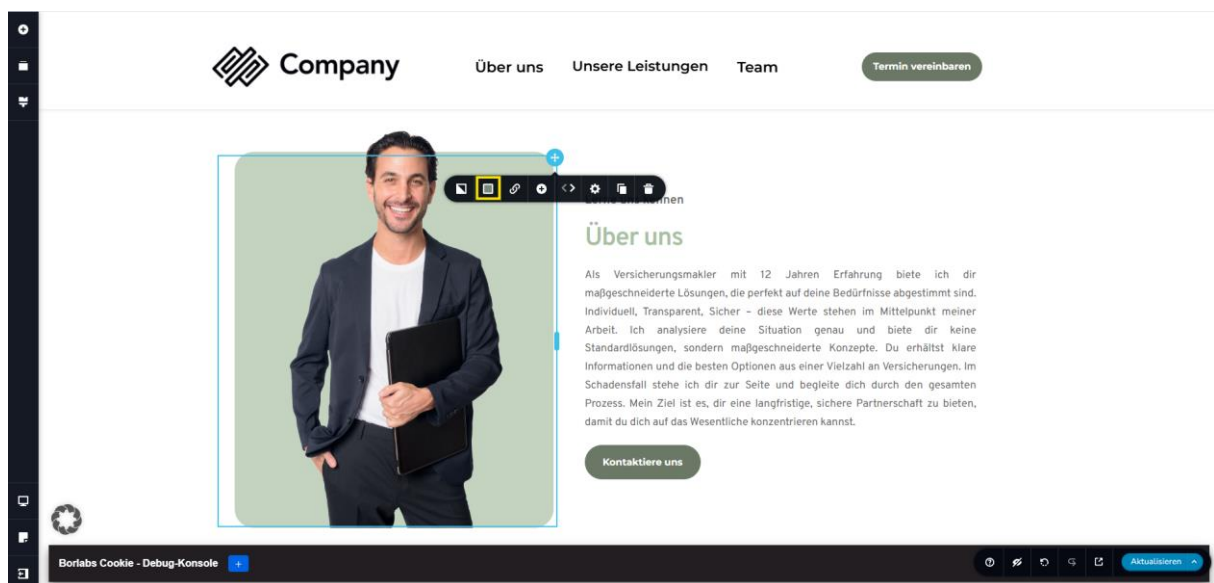 Company
Über uns
Unsere Leistungen
Team
Termin vereinbaren
Lerne uns kennen
Über uns
Als Versicherungsmakler mit 12 Jahren Erfahrung biete ich dir
maßgeschneiderte Lösungen, die perfekt auf deine Bedürfnisse abgestimmt sind.
Individuell, Transparent, Sicher – diese Werte stehen im Mittelpunkt meiner
Arbeit. Ich analysiere deine Situation genau und biete dir keine
Standardlösungen, sondern maßgeschneiderte Konzepte. Du erhältst klare
Informationen und die besten Optionen aus einer Vielzahl an Versicherungen. Im
Schadensfall stehe ich dir zur Seite und begleite dich durch den gesamten
Prozess. Mein Ziel ist es, dir eine langfristige, sichere Partnerschaft zu bieten,
damit du dich auf das Wesentliche konzentrieren kannst.
Kontaktiere uns
Borlabs Cookie - Debug-Konsole
Aktualisieren